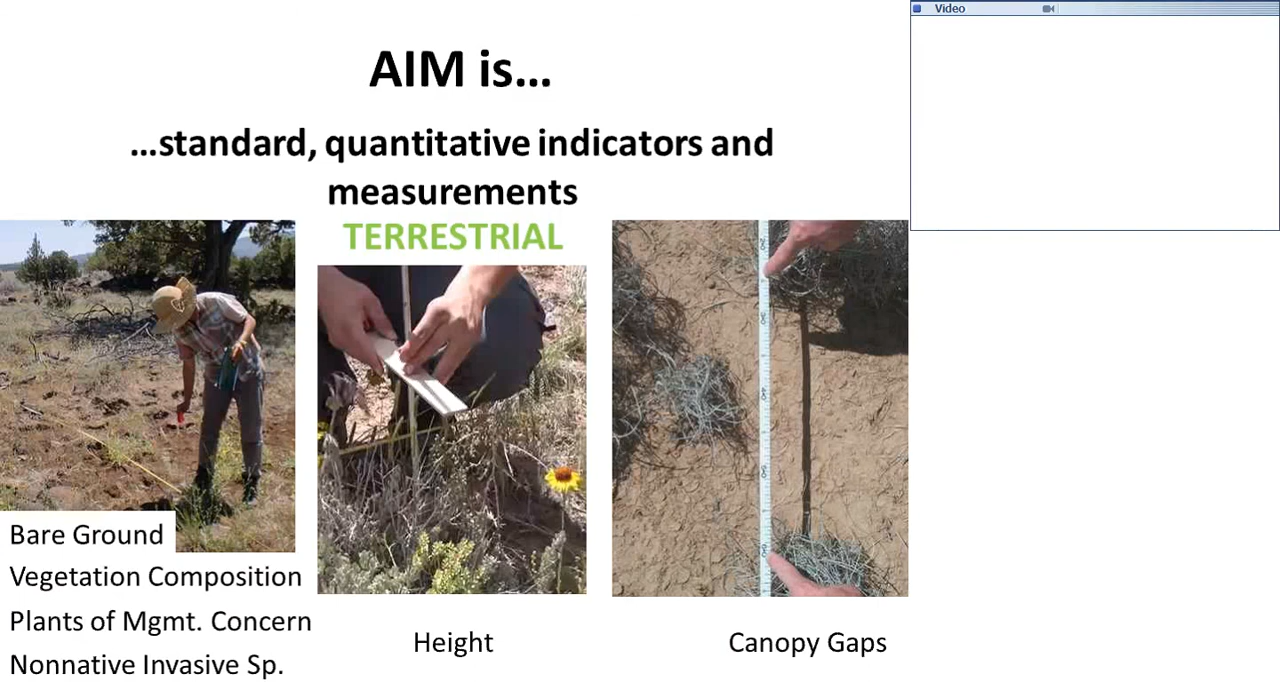 Video
AIM is...
...standard, quantitative indicators and
measurements
TERRESTRIAL
Bare Ground
Vegetation Composition
Plants of Mgmt. Concern
Nonnative Invasive Sp.
Height
Canopy Gaps